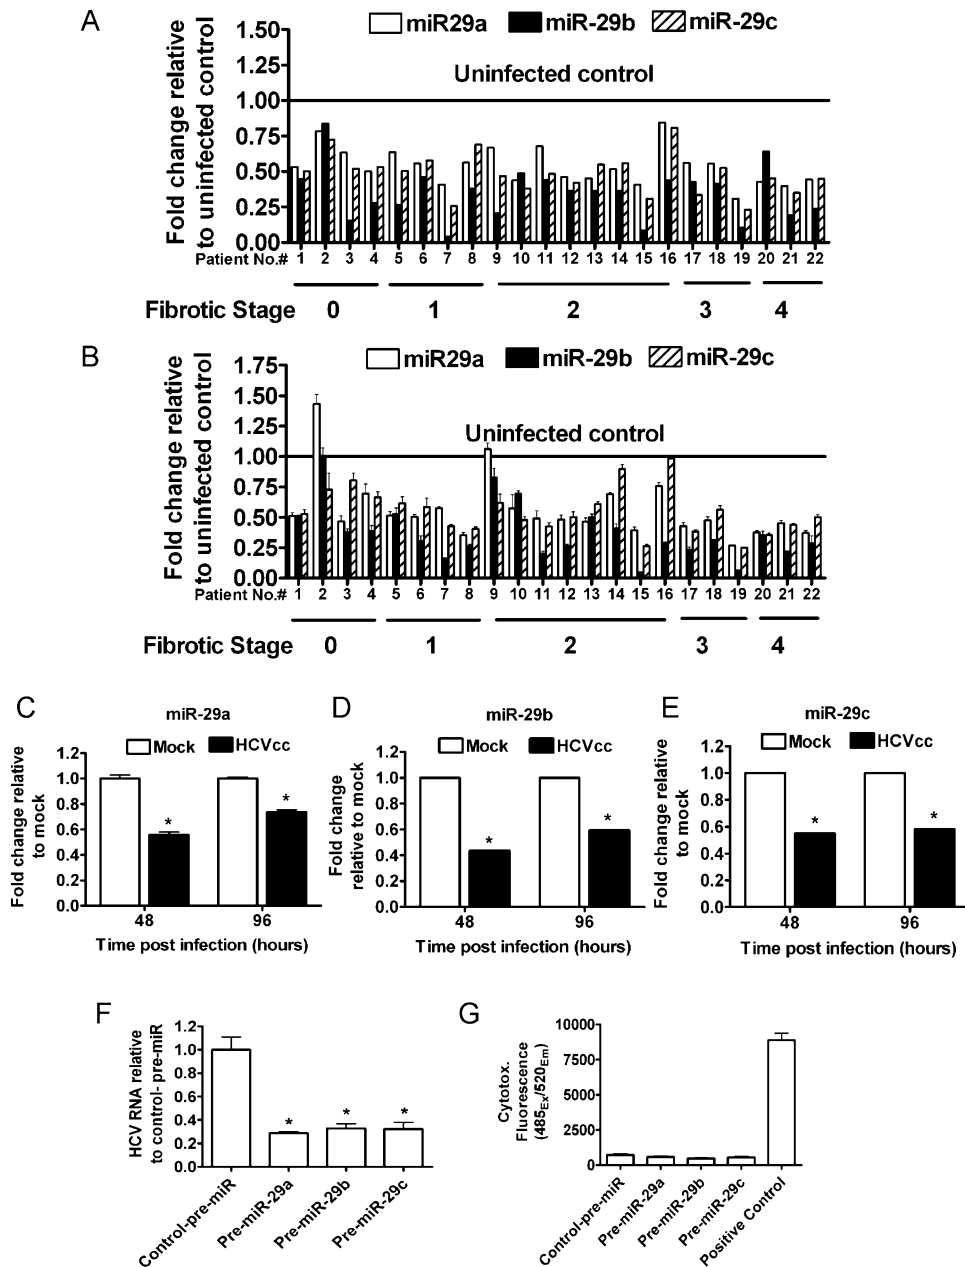 A
miR29a miR-29b miR-29c
Fold change relative
to uninfected control
1.50
1.25
1.00
0.75
0.50
0.25
0.00
Uninfected control
Patient No.# 1 2 3 4 5 6 7 8 9 10 11 12 13 14 15 16 17 18 19 20 21 22
Fibrotic Stage 0 1 2 3 4
B
miR29a miR-29b miR-29c
Fold change relative
to uninfected control
1.75
1.50
1.25
1.00
0.75
0.50
0.25
0.00
Uninfected control
Patient No.# 1 2 3 4 5 6 7 8 9 10 11 12 13 14 15 16 17 18 19 20 21 22
Fibrotic Stage 0 1 2 3 4
C
miR-29a
Mock HCVcc
Fold change relative
to mock
1.2
1.0
0.8
0.6
0.4
0.2
0.0
* *
48 96
Time post infection (hours)
D
miR-29b
Mock HCVcc
Fold change
relative to mock
1.2
1.0
0.8
0.6
0.4
0.2
0.0
* *
48 96
Time post infection (hours)
E
miR-29c
Mock HCVcc
Fold change relative
to mock
1.2
1.0
0.8
0.6
0.4
0.2
0.0
* *
48 96
Time post infection (hours)
F
HCV RNA relative
to control- pre-miR
1.2
1.0
0.8
0.6
0.4
0.2
0.0
* * *
Control-pre-miR
Pre-miR-29a
Pre-miR-29b
Pre-miR-29c
G
Cytotox.
Fluorescence
(485Ex/520Em)
10000
7500
5000
2500
0
Control-pre-miR
Pre-miR-29a
Pre-miR-29b
Pre-miR-29c
Positive Control